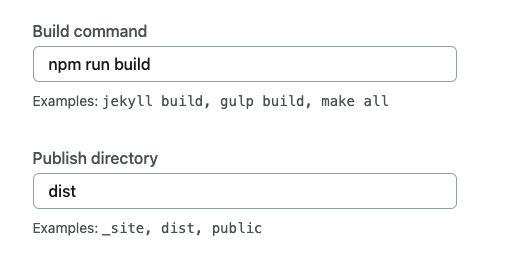 Build command
npm run build
Examples: jekyll build, gulp build, make all
Publish directory
dist
Examples: _site, dist, public